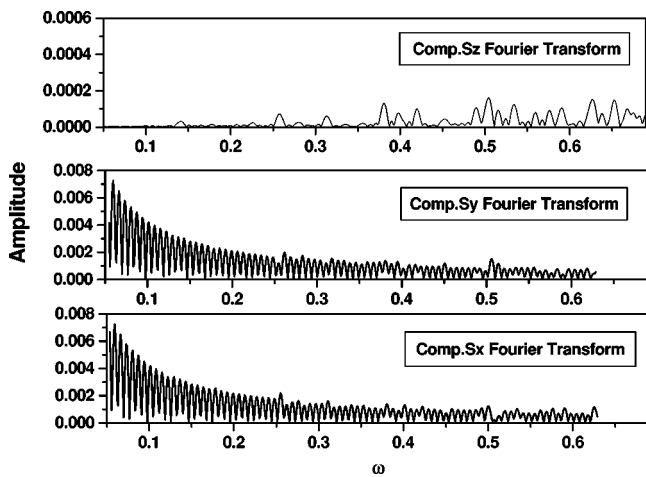 0.0006
Comp.Sz Fourier Transform
0.0004
0.0002
0.0000
0.1 0.2 0.3 0.4 0.5 0.6
0.008
0.006
Comp.Sy Fourier Transform
0.004
0.002
0.000
0.1 0.2 0.3 0.4 0.5 0.6
Amplitude
0.008
0.006
Comp.Sx Fourier Transform
0.004
0.002
0.000
0.1 0.2 0.3 0.4 0.5 0.6
ω